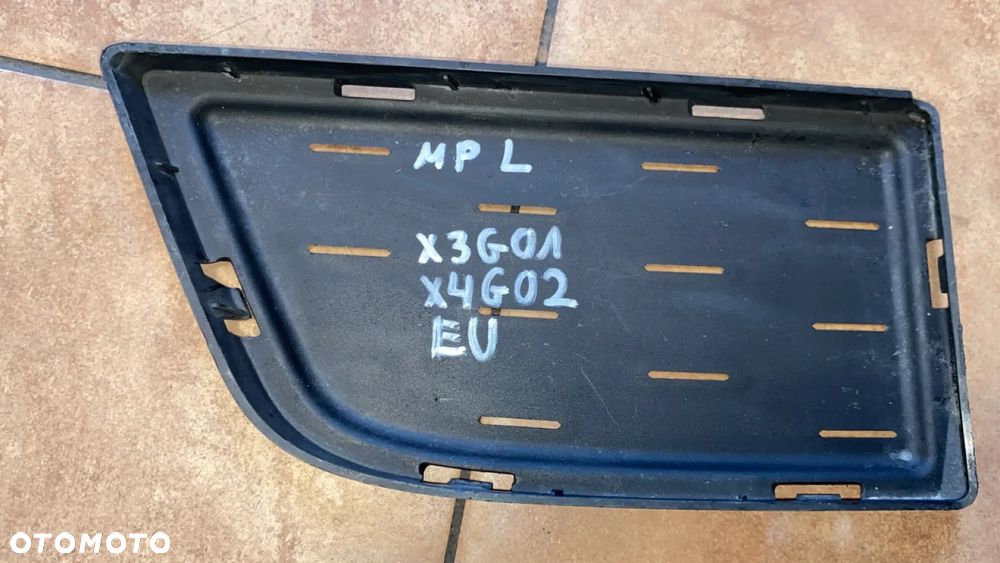 MP L
X3G01
X4G02
EU
OTOMOTO